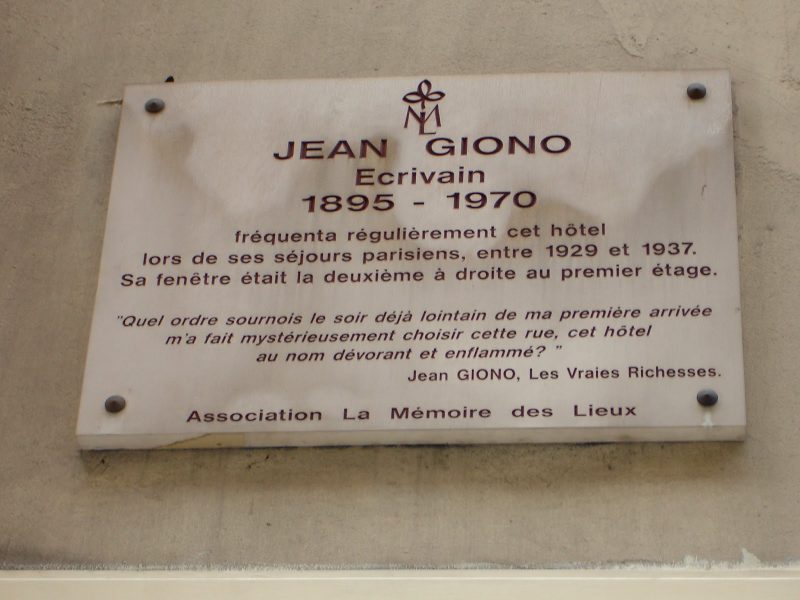 ML
JEAN GIONO
Ecrivain
1895 - 1970
fréquenta régulièrement cet hôtel
lors de ses séjours parisiens, entre 1929 et 1937.
Sa fenêtre était la deuxième à droite au premier étage.
"Quel ordre sournois le soir déjà lointain de ma première arrivée
m'a fait mystérieusement choisir cette rue, cet hôtel
au nom dévorant et enflammé? "
Jean GIONO, Les Vraies Richesses.
Association La Mémoire des Lieux